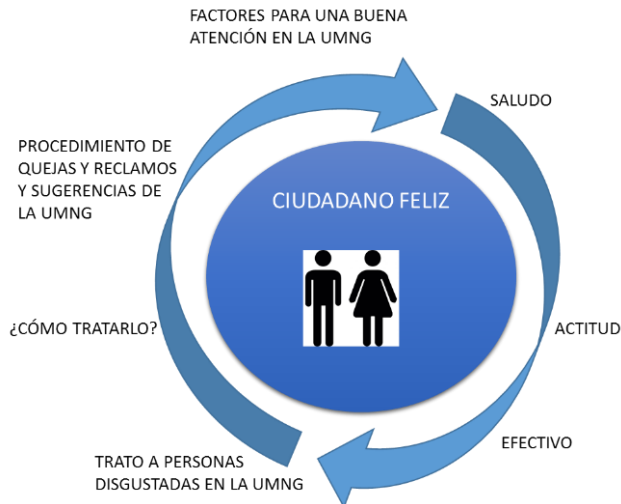 FACTORES PARA UNA BUENA
ATENCIÓN EN LA UMNG
SALUDO
PROCEDIMIENTO DE
QUEJAS Y RECLAMOS
Y SUGERENCIAS DE
LA UMNG
CIUDADANO FELIZ
¿CÓMO TRATARLO?
ACTITUD
EFECTIVO
TRATO A PERSONAS
DISGUSTADAS EN LA UMNG